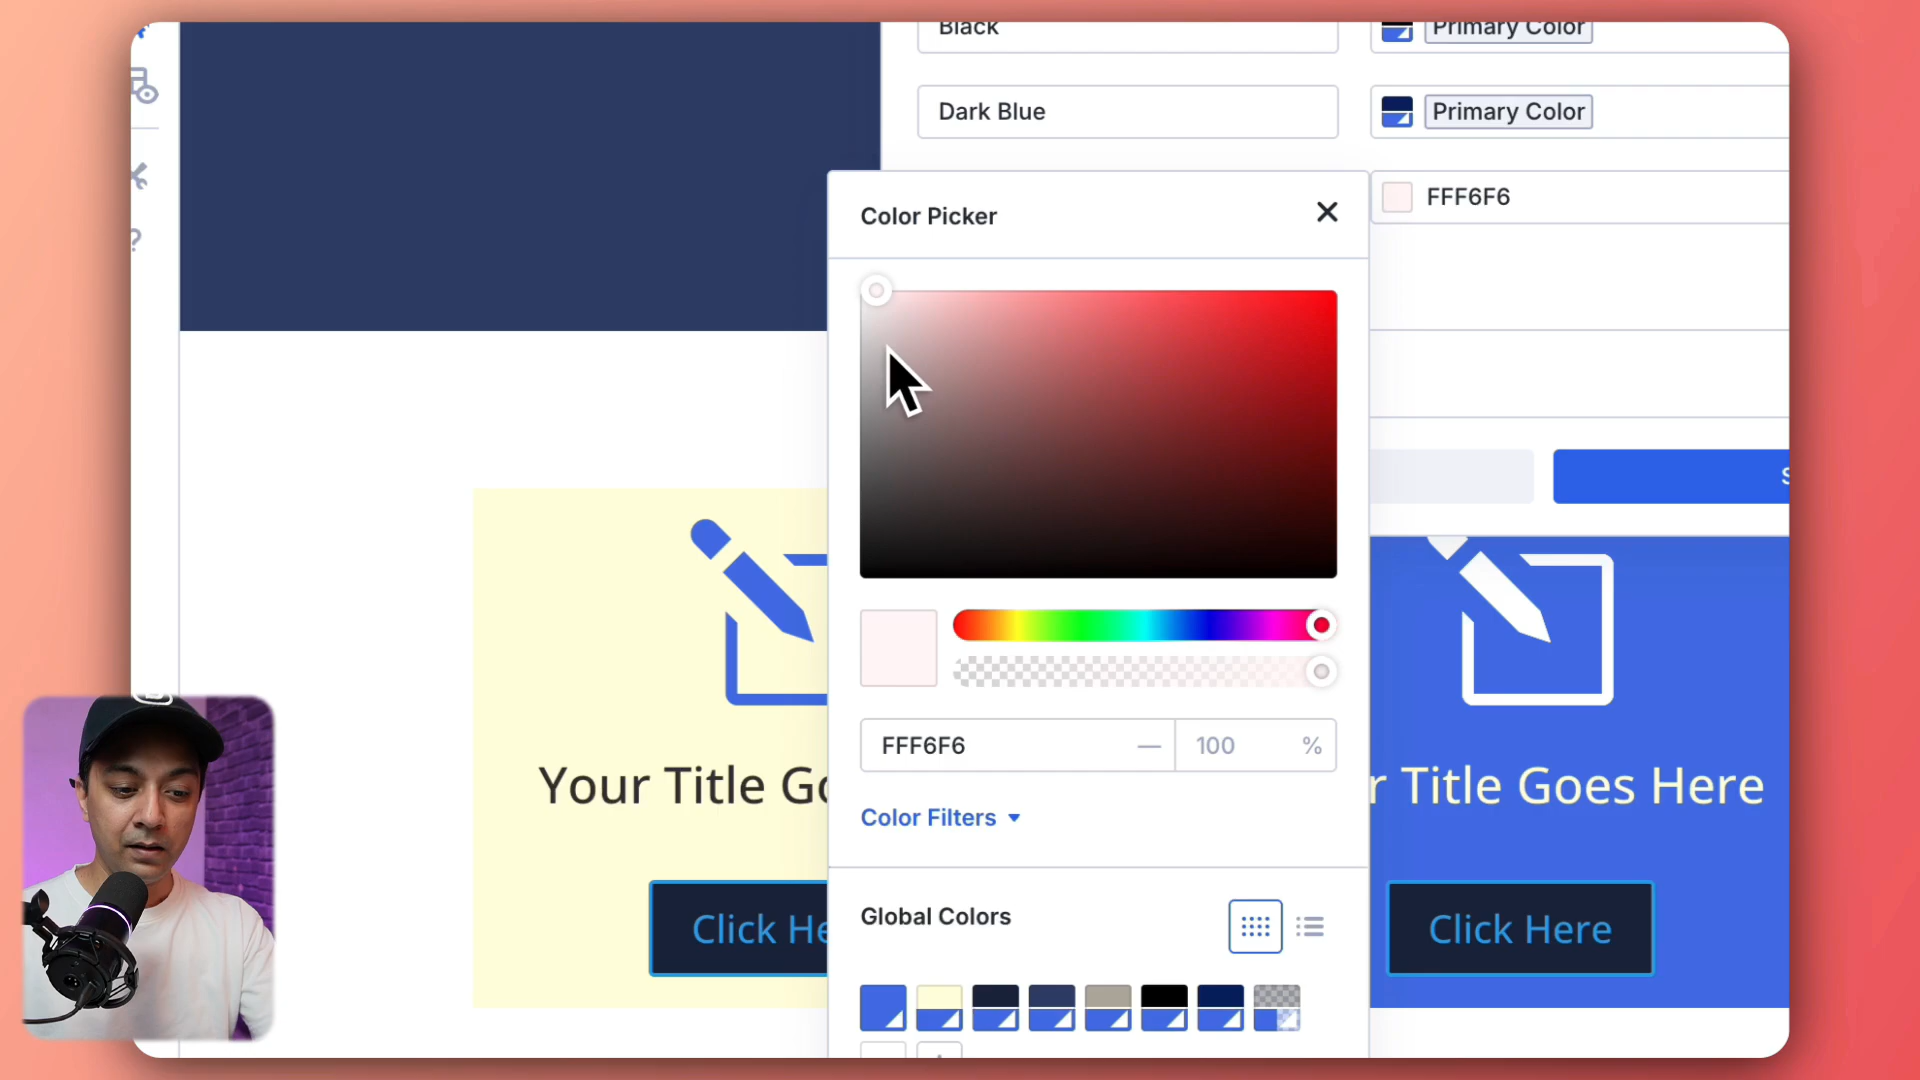 Black
Primary Color
Dark Blue
Primary Color
Color Picker
FFF6F6
FFF6F6
100
%
Color Filters
Your Title Go
r Title Goes Here
Click He
Click Here
Global Colors